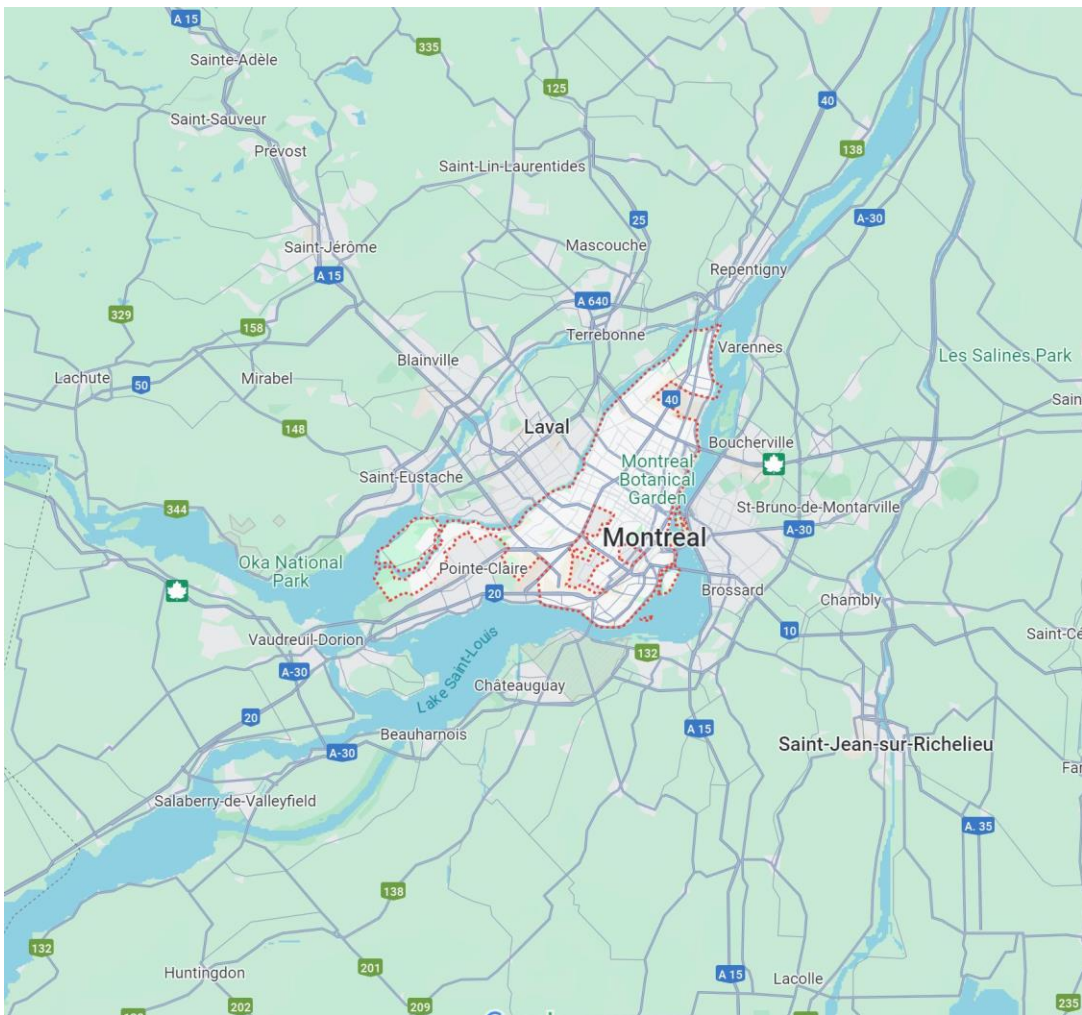 A 15
335
Sainte-Adèle
125
40
Saint-Sauveur
138
Prévost
Saint-Lin-Laurentides
25
A-30
Saint-Jérôme
Mascouche
A 15
Repentigny
A 640
329
158
Terrebonne
Varennes
Blainville
Les Salines Park
Lachute
50
Mirabel
40
Sain
148
Laval
Boucherville
Saint-Eustache
Montreal
Botanical
Garden
344
St-Bruno-de-Montarville
A-30
Montreal
Oka National
Park
Pointe-Claire
20
Brossard
Chambly
Vaudreuil-Dorion
10
Saint-Cé
132
A-30
Lake Saint-Louis
Châteauguay
20
A-30
Beauharnois
A 15
Saint-Jean-sur-Richelieu
Far
Salaberry-de-Valleyfield
A. 35
138
132
Huntingdon
201
A 15
Lacolle
202
209
235